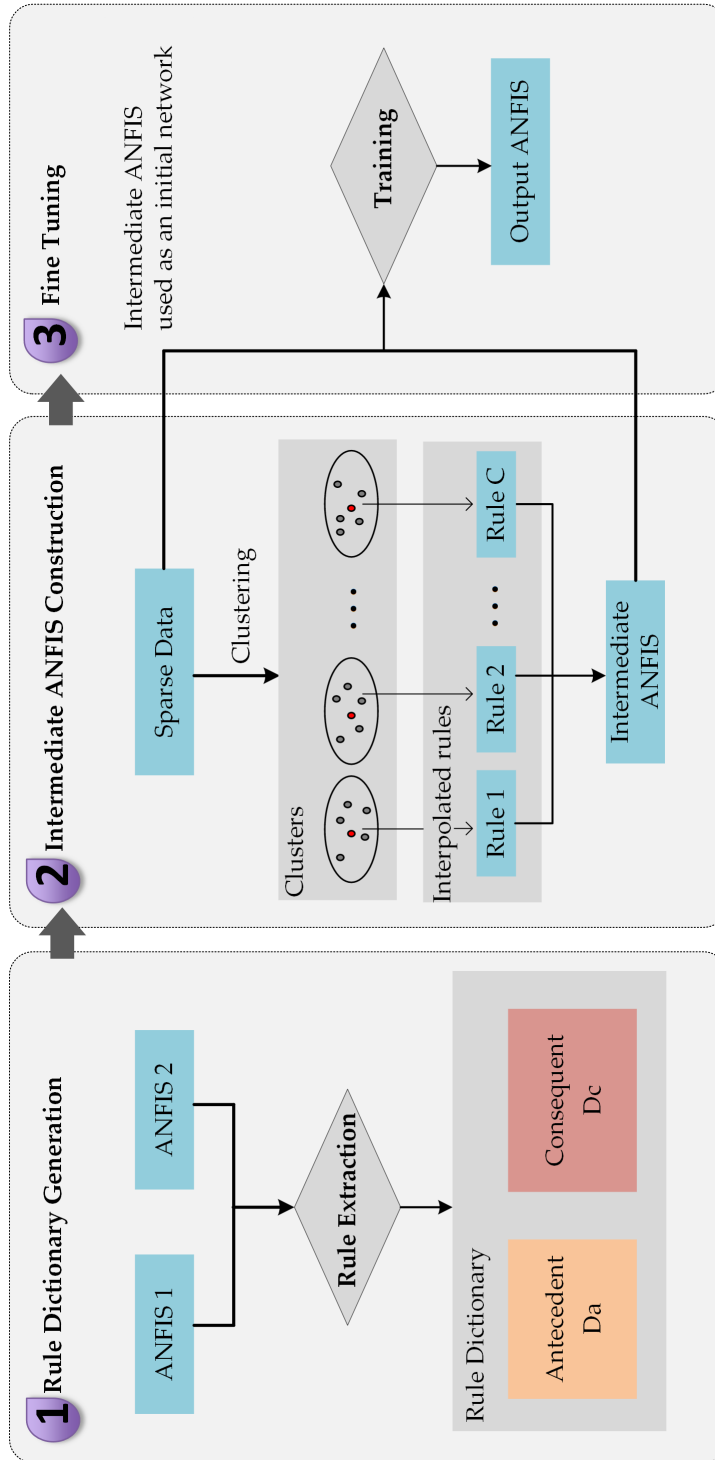 1 Rule Dictionary Generation
ANFIS 1
ANFIS 2
Rule Extraction
Rule Dictionary
Antecedent
Da
Consequent
Dc
2 Intermediate ANFIS Construction
Sparse Data
Clustering
Clusters
...
Interpolated rules
Rule 1
Rule 2
...
Rule C
Intermediate
ANFIS
3 Fine Tuning
Intermediate ANFIS
used as an initial network
Training
Output ANFIS